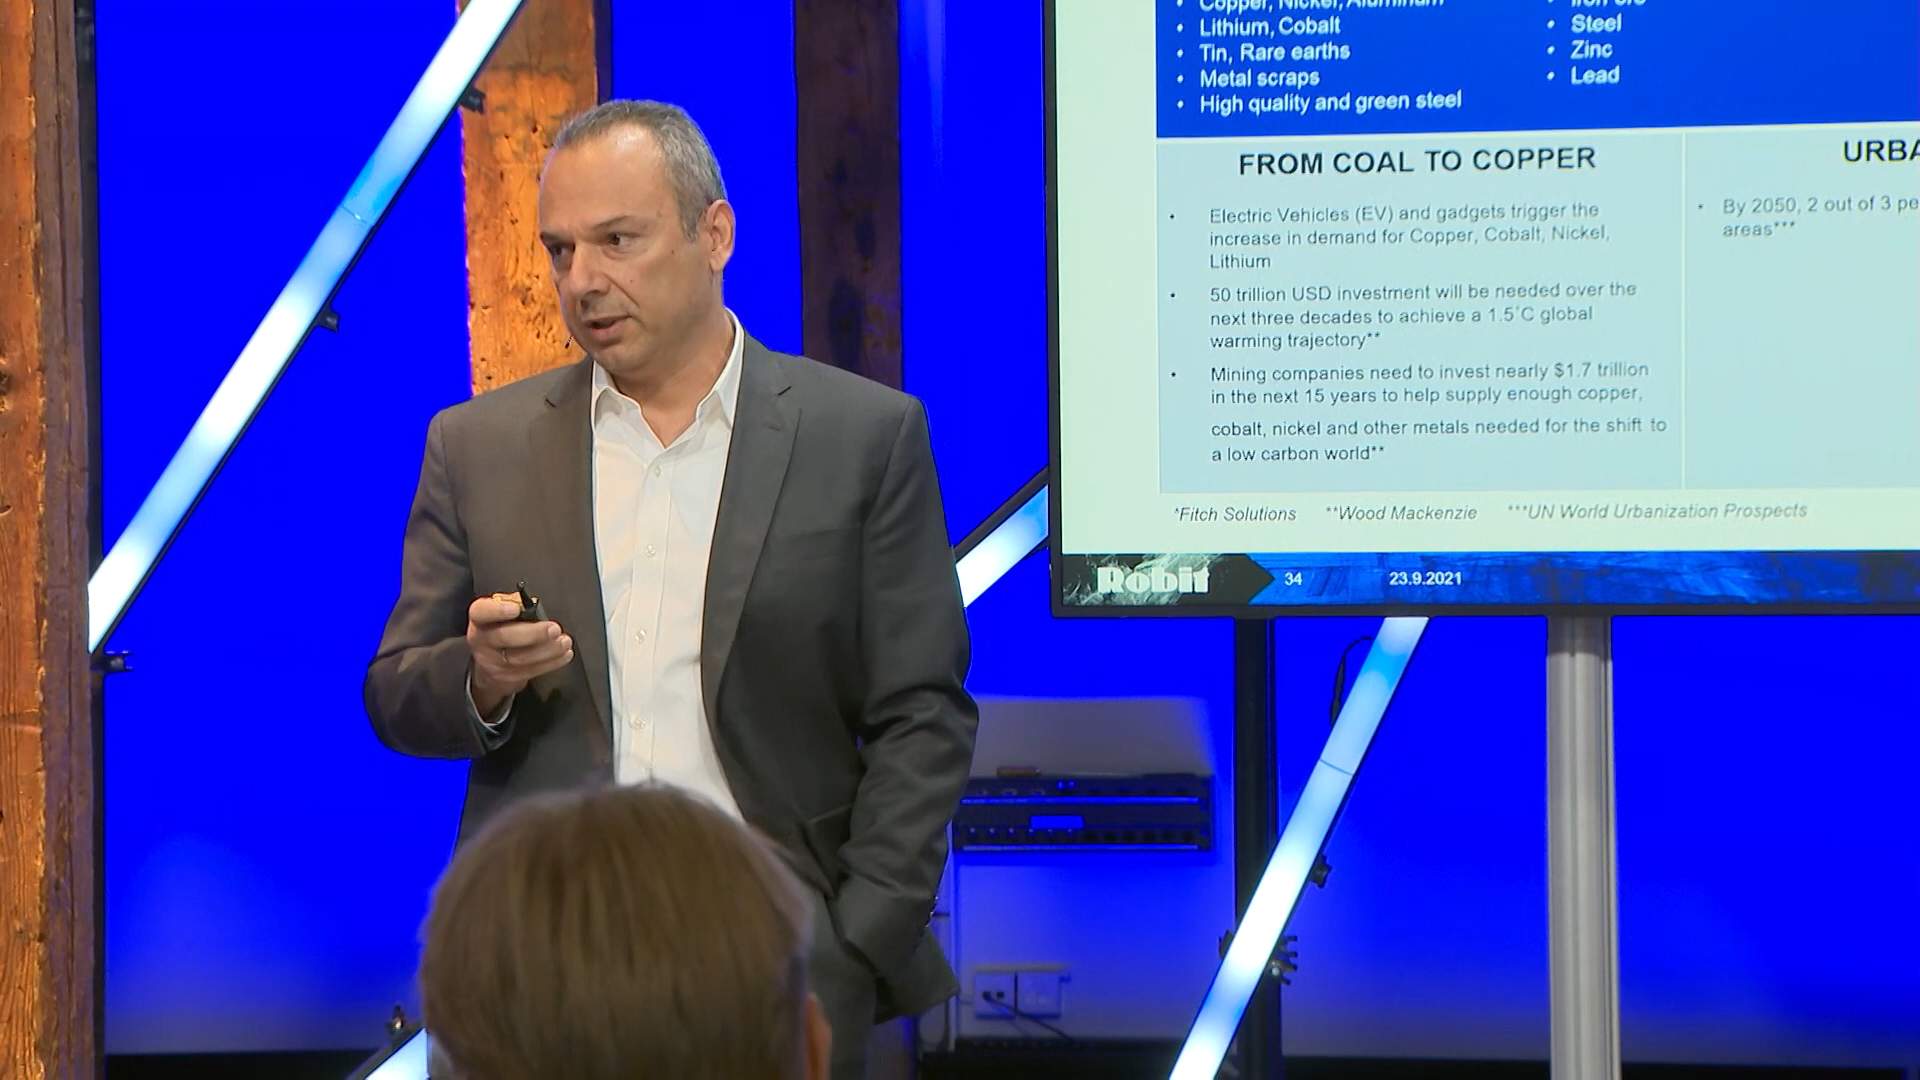 Copper, Nickel, Aluminum
Lithium, Cobalt
Tin, Rare earths
Metal scraps
High quality and green steel
Iron ore
Steel
Zinc
Lead
FROM COAL TO COPPER
Electric Vehicles (EV) and gadgets trigger the
increase in demand for Copper, Cobalt, Nickel,
Lithium
50 trillion USD investment will be needed over the
next three decades to achieve a 1.5°C global
warming trajectory**
Mining companies need to invest nearly $1.7 trillion
in the next 15 years to help supply enough copper,
cobalt, nickel and other metals needed for the shift to
a low carbon world**
URBA
By 2050, 2 out of 3 pe
areas***
*Fitch Solutions **Wood Mackenzie ***UN World Urbanization Prospects
Robit 34 23.9.2021